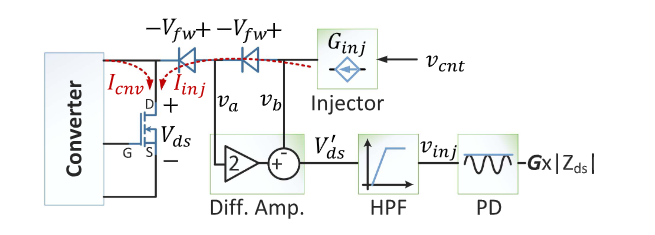 −V_fw+ −V_fw+
G_inj
v_cnt
I_cnv I_inj
Injector
Converter
D +
v_a v_b
V_ds
G S −
2 + −
V'_ds
v_inj
Gx|Z_ds|
Diff. Amp. HPF PD